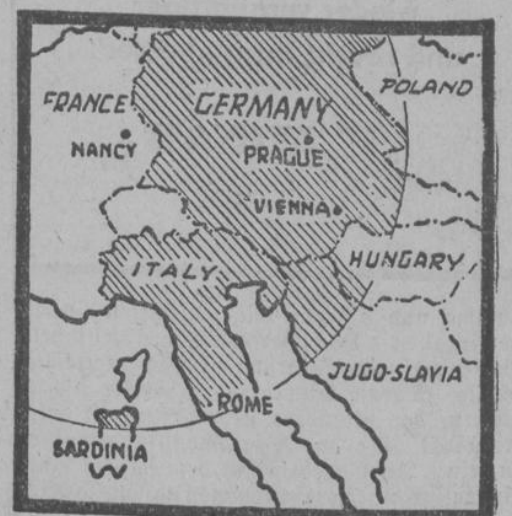 FRANCE
GERMANY
POLAND
NANCY
PRAGUE
VIENNA
HUNGARY
ITALY
JUGO-SLAVIA
ROME
SARDINIA